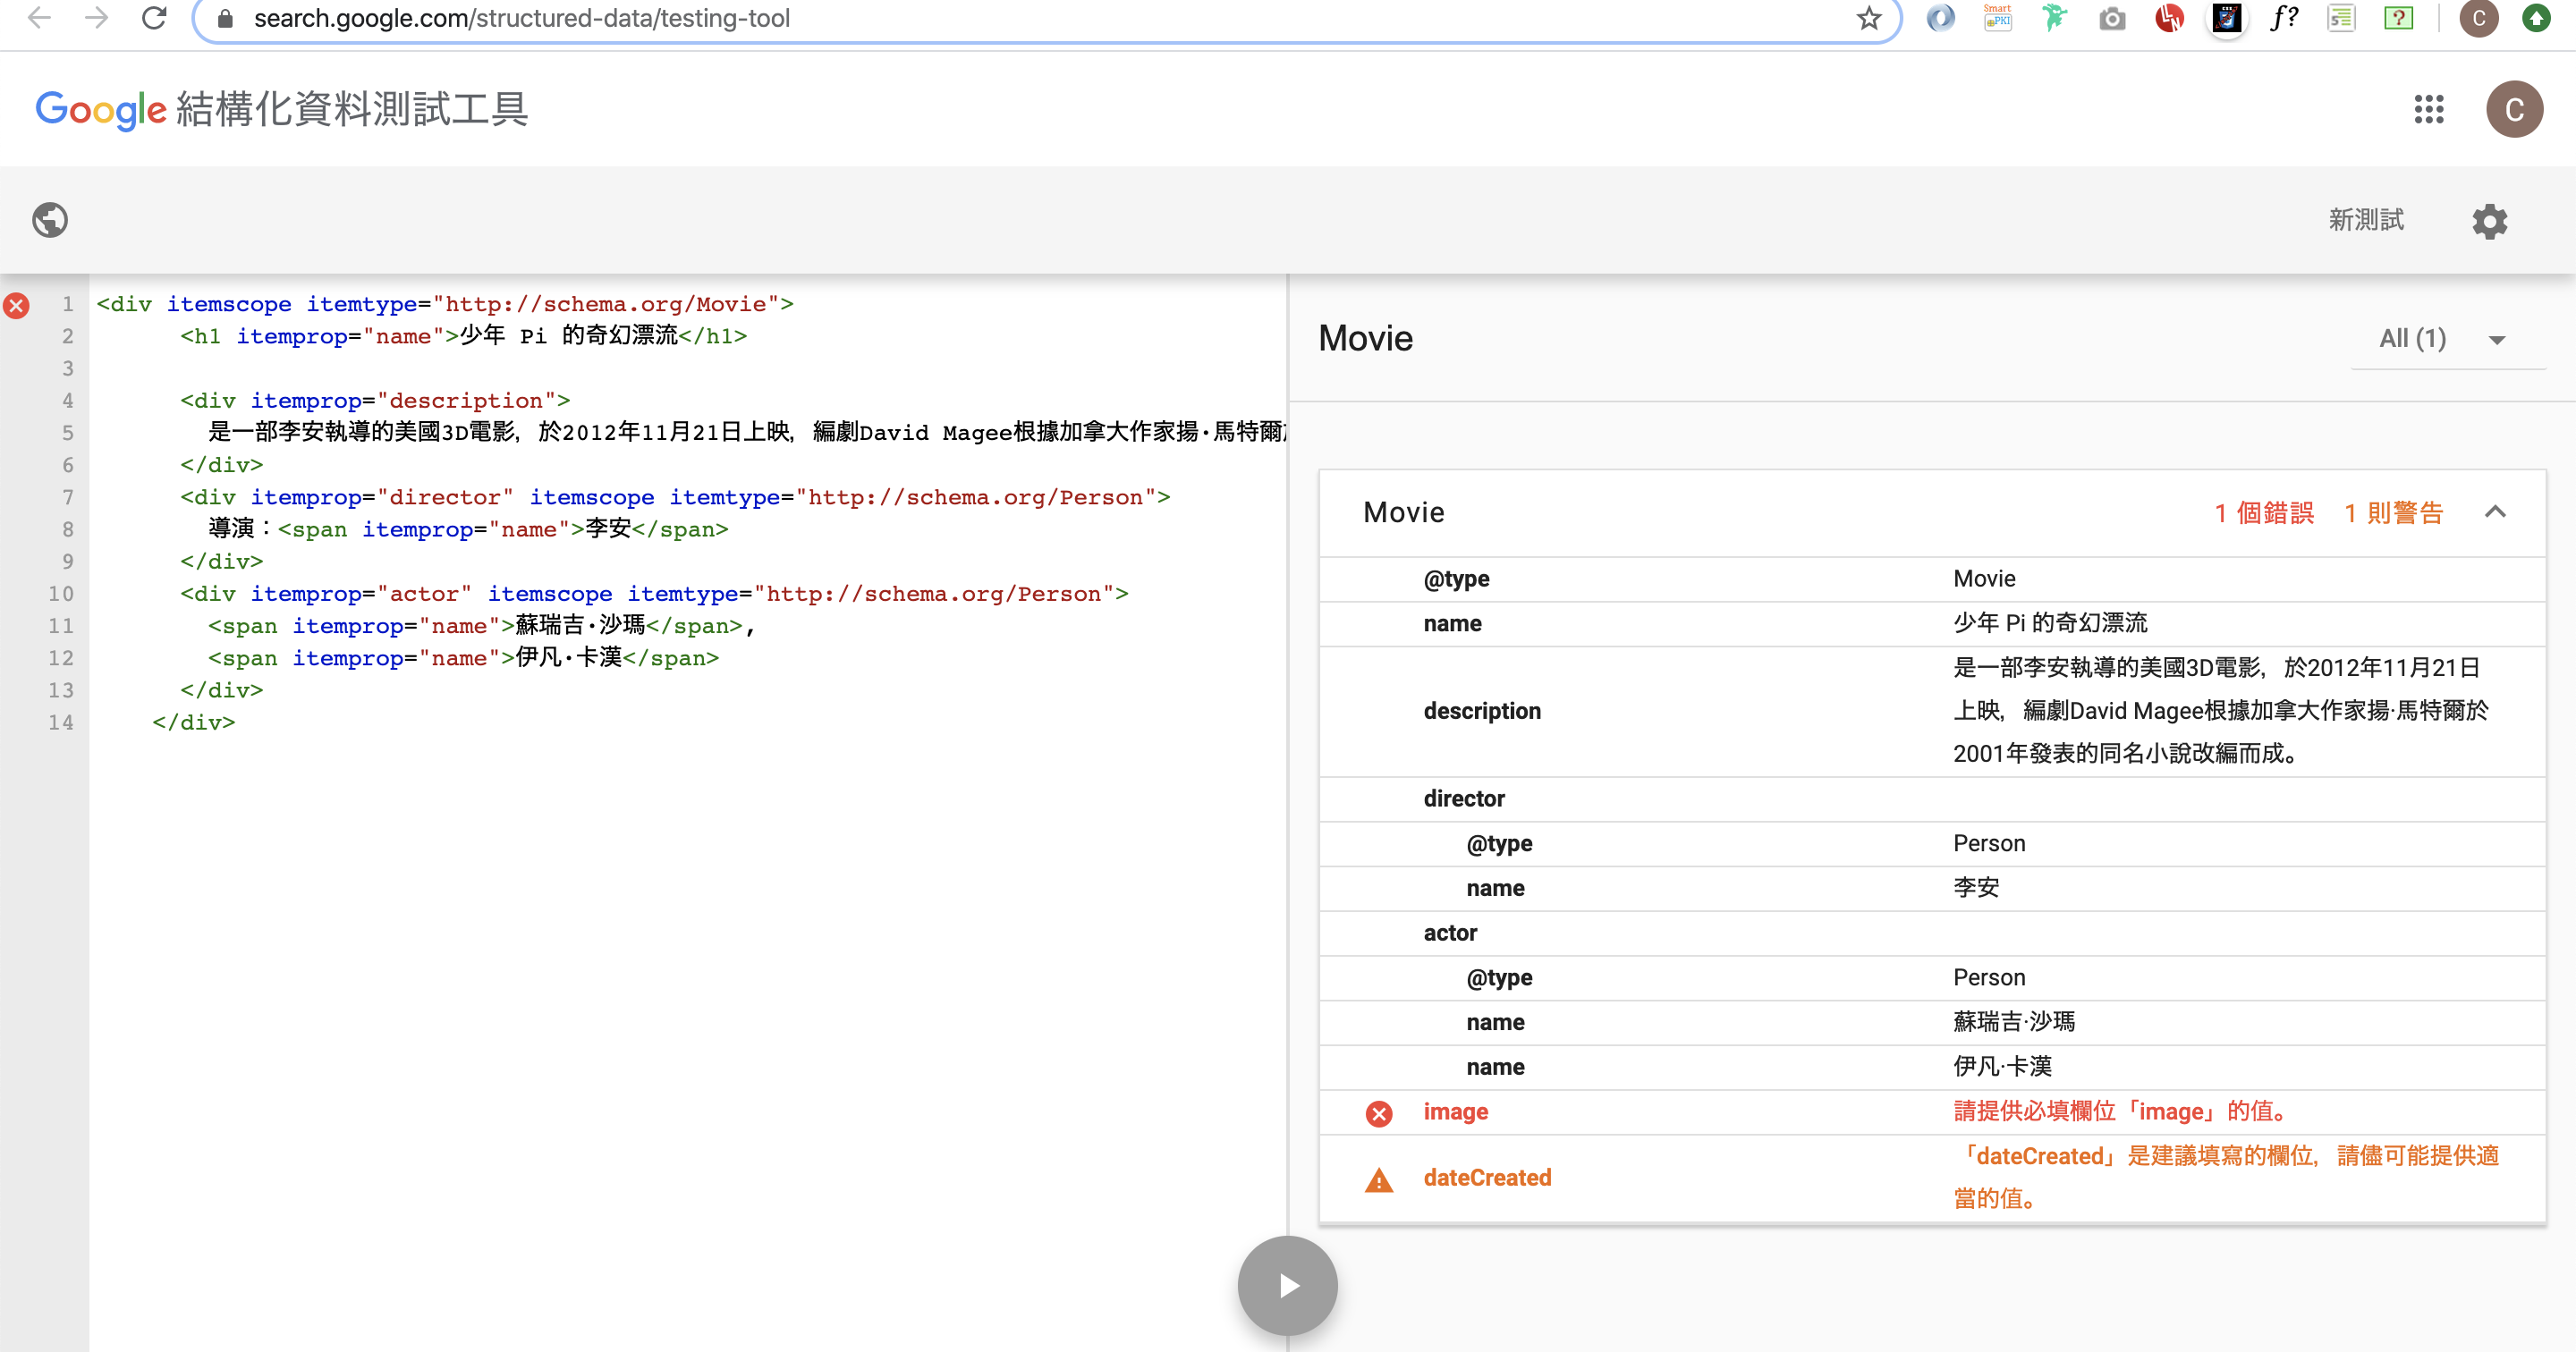 search.google.com/structured-data/testing-tool
Smart
PKI
LN
f?
5
?
C
Google 結構化資料測試工具
C
新測試
1 <div itemscope itemtype="http://schema.org/Movie">
2 <h1 itemprop="name">少年 Pi 的奇幻漂流</h1>
3
4 <div itemprop="description">
5 是一部李安執導的美國3D電影，於2012年11月21日上映，編劇David Magee根據加拿大作家揚·馬特爾
6 </div>
7 <div itemprop="director" itemscope itemtype="http://schema.org/Person">
8 導演：<span itemprop="name">李安</span>
9 </div>
10 <div itemprop="actor" itemscope itemtype="http://schema.org/Person">
11 <span itemprop="name">蘇瑞吉·沙瑪</span>,
12 <span itemprop="name">伊凡·卡漢</span>
13 </div>
14 </div>
Movie
All (1)
Movie 1 個錯誤 1 則警告
@type Movie
name 少年 Pi 的奇幻漂流
description 是一部李安執導的美國3D電影，於2012年11月21日
上映，編劇David Magee根據加拿大作家揚·馬特爾於
2001年發表的同名小說改編而成。
director
@type Person
name 李安
actor
@type Person
name 蘇瑞吉·沙瑪
name 伊凡·卡漢
image 請提供必填欄位「image」的值。
dateCreated 「dateCreated」是建議填寫的欄位，請儘可能提供適
當的值。